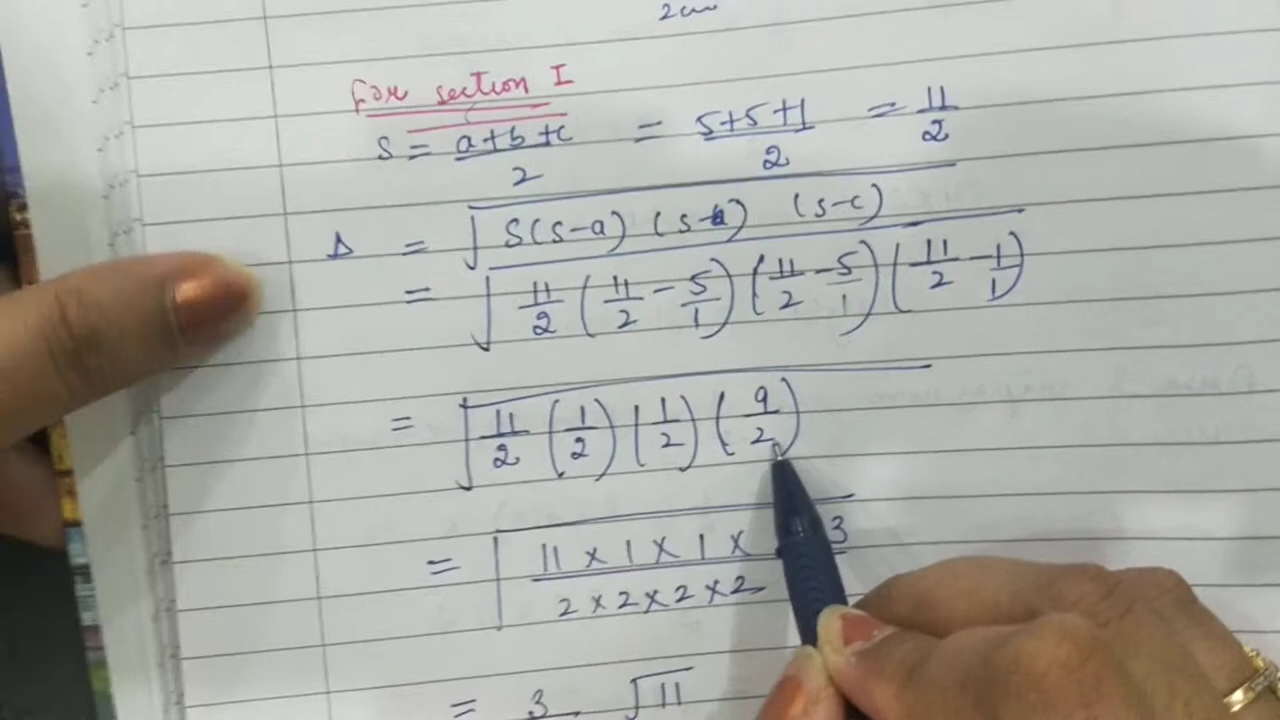 2cm
For section I
S = a+b+c/2 = 5+5+1/2 = 11/2
Δ = √S(s-a) (s-b) (s-c)
= √11/2 (11/2 - 5/1) (11/2 - 5/1) (11/2 - 1/1)
= √11/2 (1/2) (1/2) (9/2)
= √11 × 1 × 1 × 3/2×2×2×2
= 3 √11